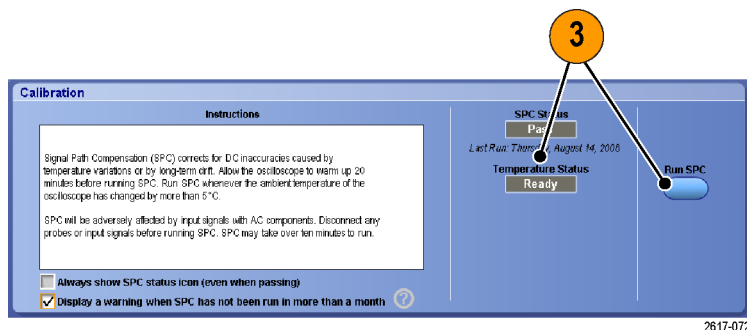 3
Calibration
Instructions
Signal Path Compensation (SPC) corrects for DC inaccuracies caused by
temperature variations or by long-term drift. Allow the oscilloscope to warm up 20
minutes before running SPC. Run SPC whenever the ambient temperature of the
oscilloscope has changed by more than 5°C.
SPC will be adversely affected by input signals with AC components. Disconnect any
probes or input signals before running SPC. SPC may take over ten minutes to run.
Always show SPC status icon (even when passing)
Display a warning when SPC has not been run in more than a month
?
SPC Status
Pass
Last Run: Thursday, August 14, 2008
Temperature Status
Ready
Run SPC
2617-072